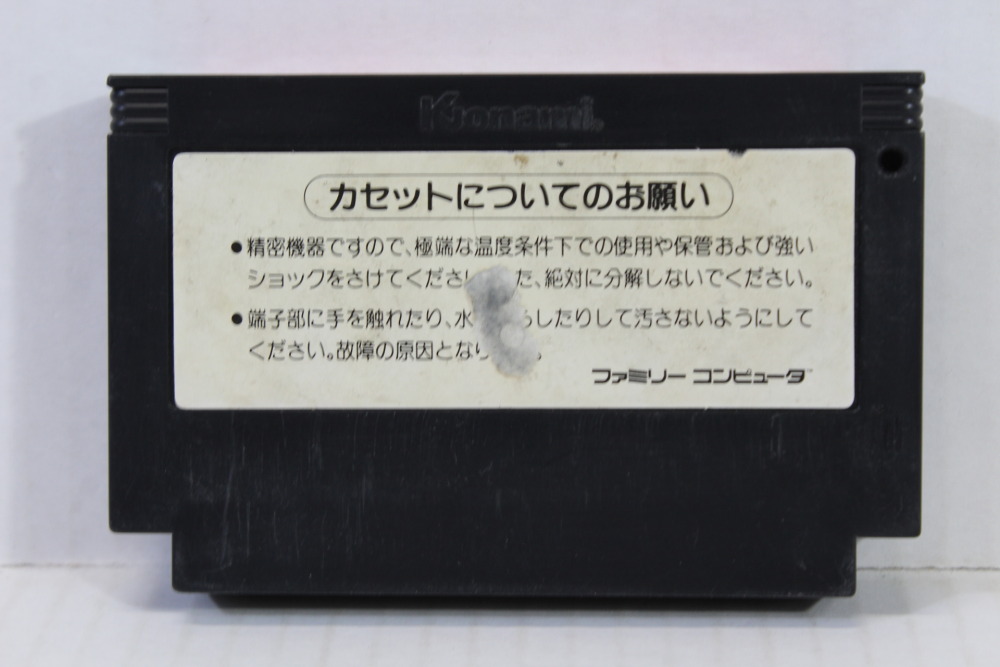 Konami
カセットについてのお願い
●精密機器ですので、極端な温度条件下での使用や保管および強い
ショックをさけてくださ た、絶対に分解しないでください。
●端子部に手を触れたり、水 らしたりして汚さないようにして
ください。故障の原因となり 。
ファミリー コンピュータ™